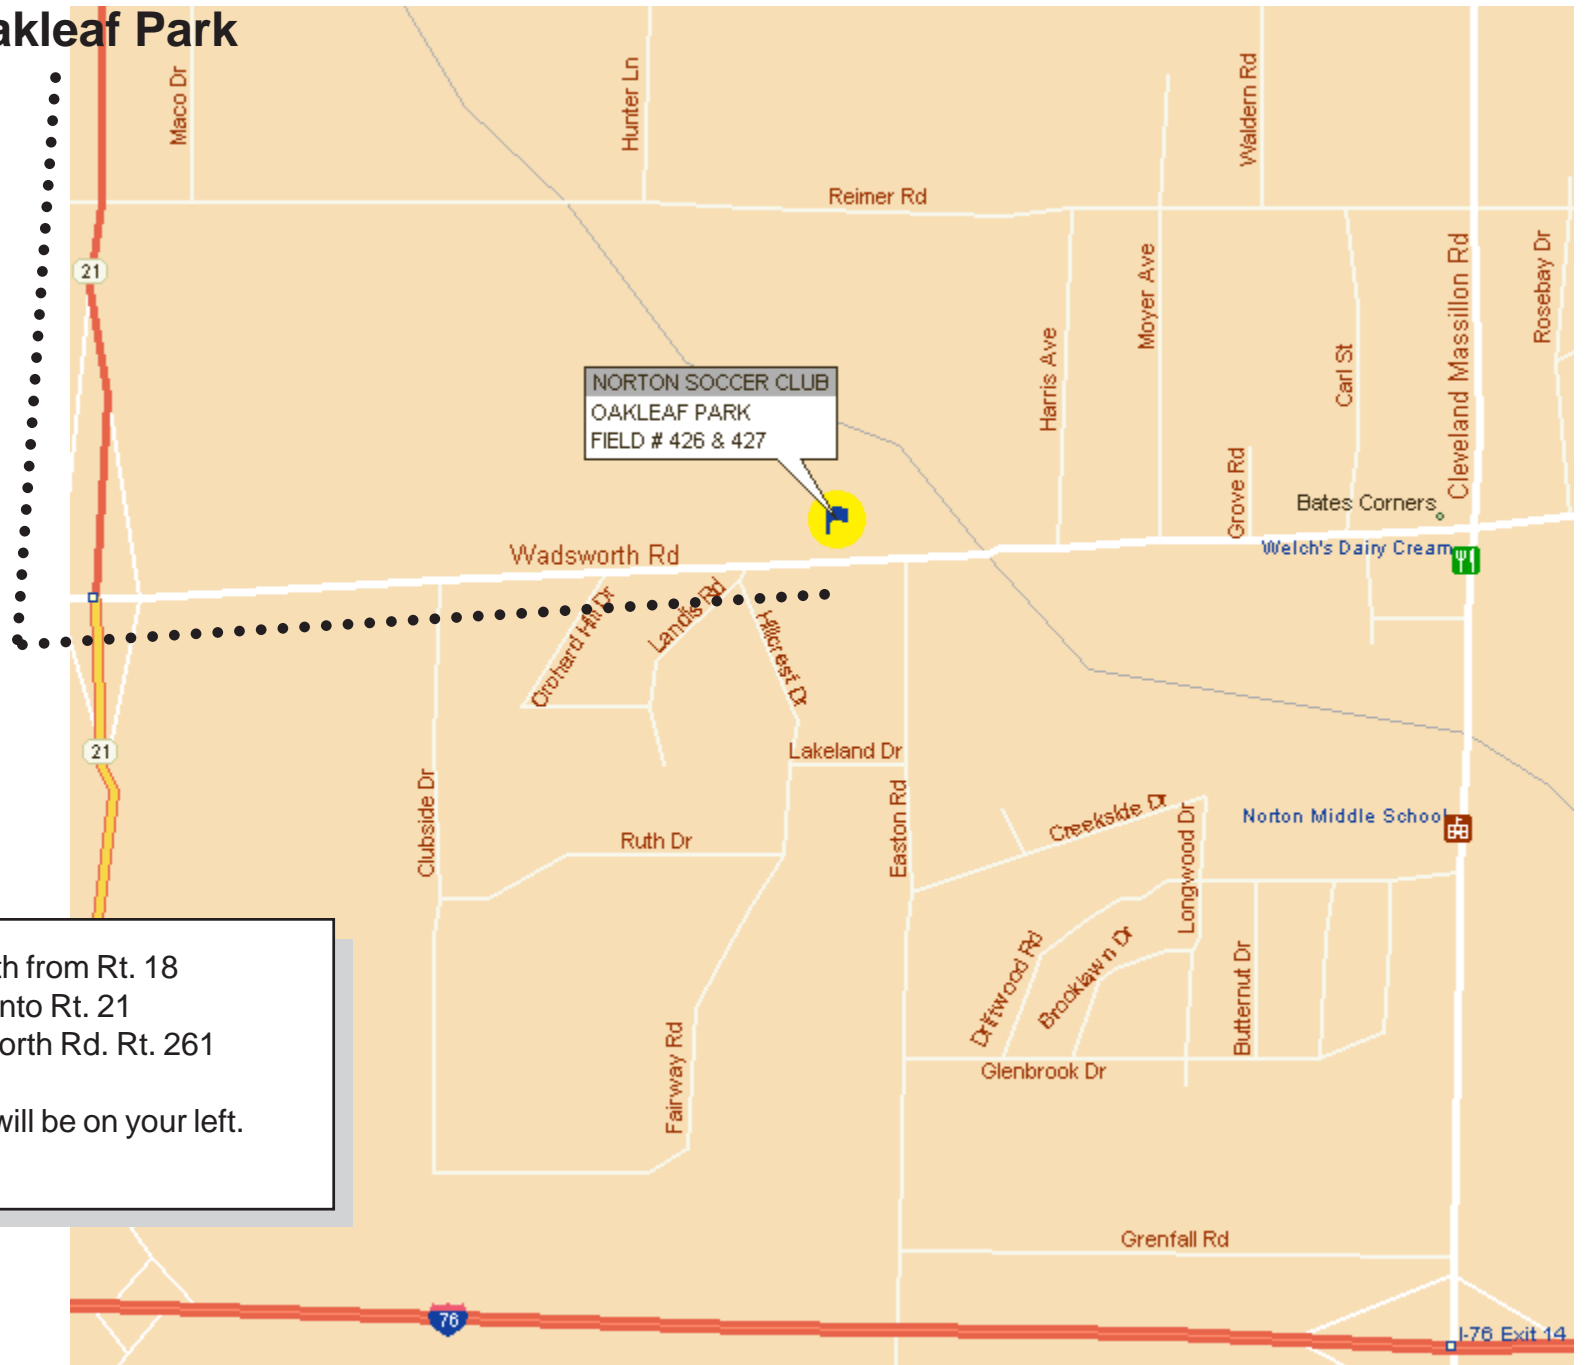 akleaf Park
Maco Dr
Hunter Ln
Waldern Rd
Reimer Rd
21
Harris Ave
Moyer Ave
Carl St
Cleveland Massillon Rd
Rosebay Dr
NORTON SOCCER CLUB
OAKLEAF PARK
FIELD # 426 & 427
Grove Rd
Bates Corners
Welch's Dairy Cream
Wadsworth Rd
Orchard Hill Dr
Landis Rd
Hillcrest Dr
21
Lakeland Dr
Clubside Dr
Ruth Dr
Easton Rd
Creekside Dr
Longwood Dr
Norton Middle School
Driftwood Rd
Brooklawn Dr
Butternut Dr
th from Rt. 18
nto Rt. 21
orth Rd. Rt. 261
will be on your left.
Fairway Rd
Glenbrook Dr
Grenfall Rd
76
I-76 Exit 14